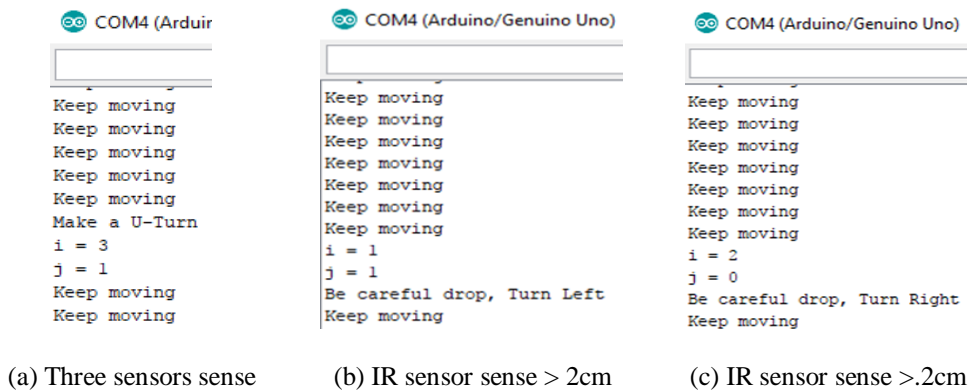 COM4 (Arduir
Keep moving
Keep moving
Keep moving
Keep moving
Keep moving
Make a U-Turn
i = 3
j = 1
Keep moving
Keep moving
(a) Three sensors sense
COM4 (Arduino/Genuino Uno)
Keep moving
Keep moving
Keep moving
Keep moving
Keep moving
Keep moving
Keep moving
i = 1
j = 1
Be careful drop, Turn Left
Keep moving
(b) IR sensor sense > 2cm
COM4 (Arduino/Genuino Uno)
Keep moving
Keep moving
Keep moving
Keep moving
Keep moving
Keep moving
Keep moving
i = 2
j = 0
Be careful drop, Turn Right
Keep moving
(c) IR sensor sense >.2cm